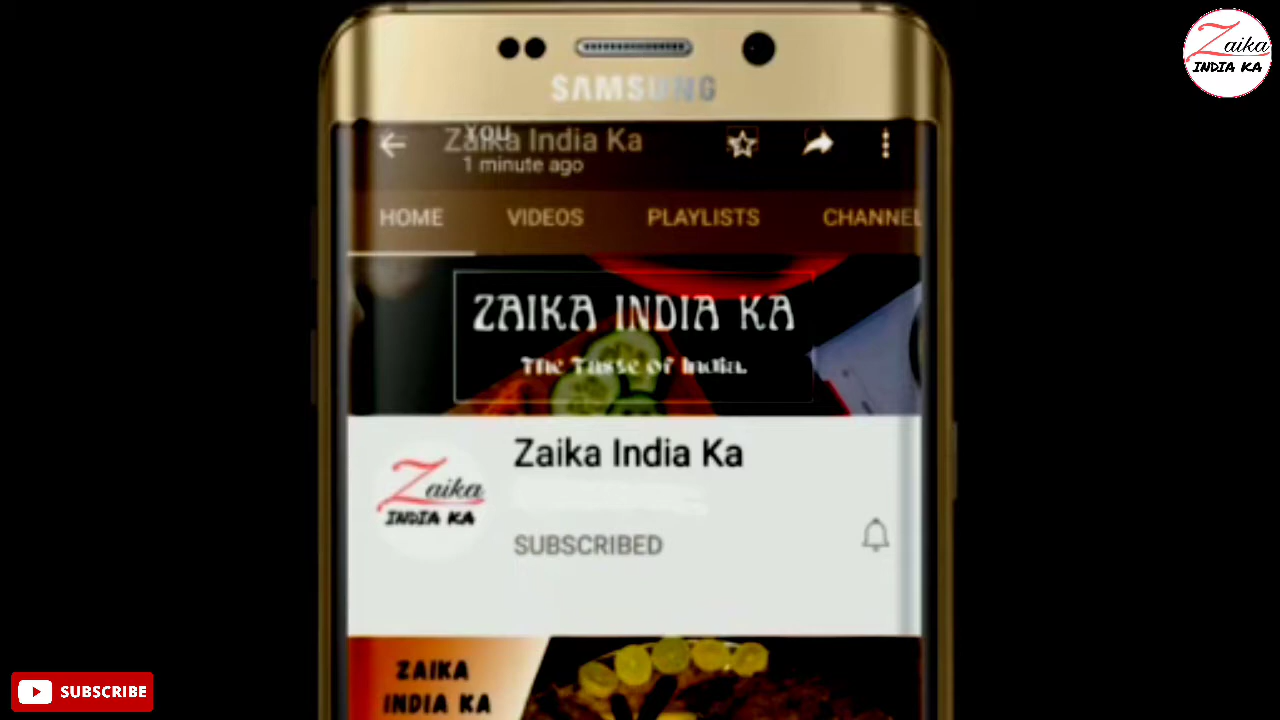 Zaika
INDIA KA
SAMSUNG
YOU
Zaika India Ka
1 minute ago
HOME VIDEOS PLAYLISTS CHANNEL
ZAIKA INDIA KA
The Taste of India.
Zaika India Ka
Zaika
INDIA KA
SUBSCRIBED
ZAIKA
INDIA KA
SUBSCRIBE